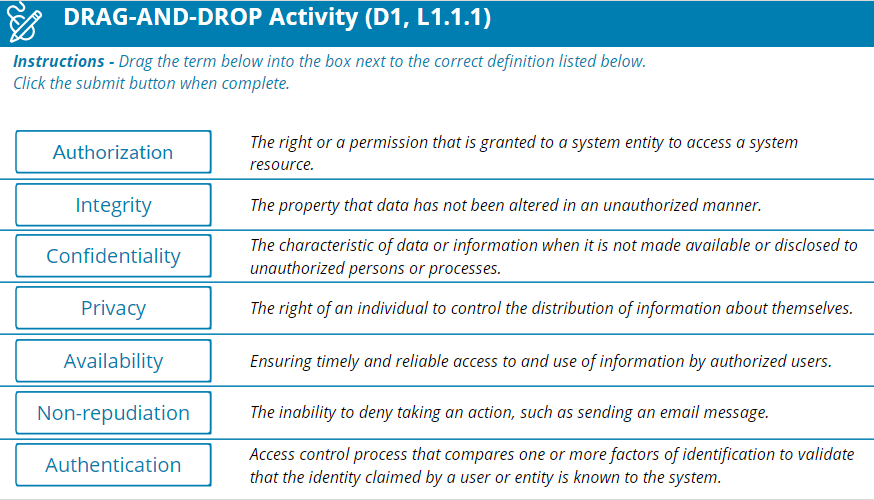 DRAG-AND-DROP Activity (D1, L1.1.1)
Instructions - Drag the term below into the box next to the correct definition listed below.
Click the submit button when complete.
Authorization
The right or a permission that is granted to a system entity to access a system
resource.
Integrity
The property that data has not been altered in an unauthorized manner.
Confidentiality
The characteristic of data or information when it is not made available or disclosed to
unauthorized persons or processes.
Privacy
The right of an individual to control the distribution of information about themselves.
Availability
Ensuring timely and reliable access to and use of information by authorized users.
Non-repudiation
The inability to deny taking an action, such as sending an email message.
Authentication
Access control process that compares one or more factors of identification to validate
that the identity claimed by a user or entity is known to the system.